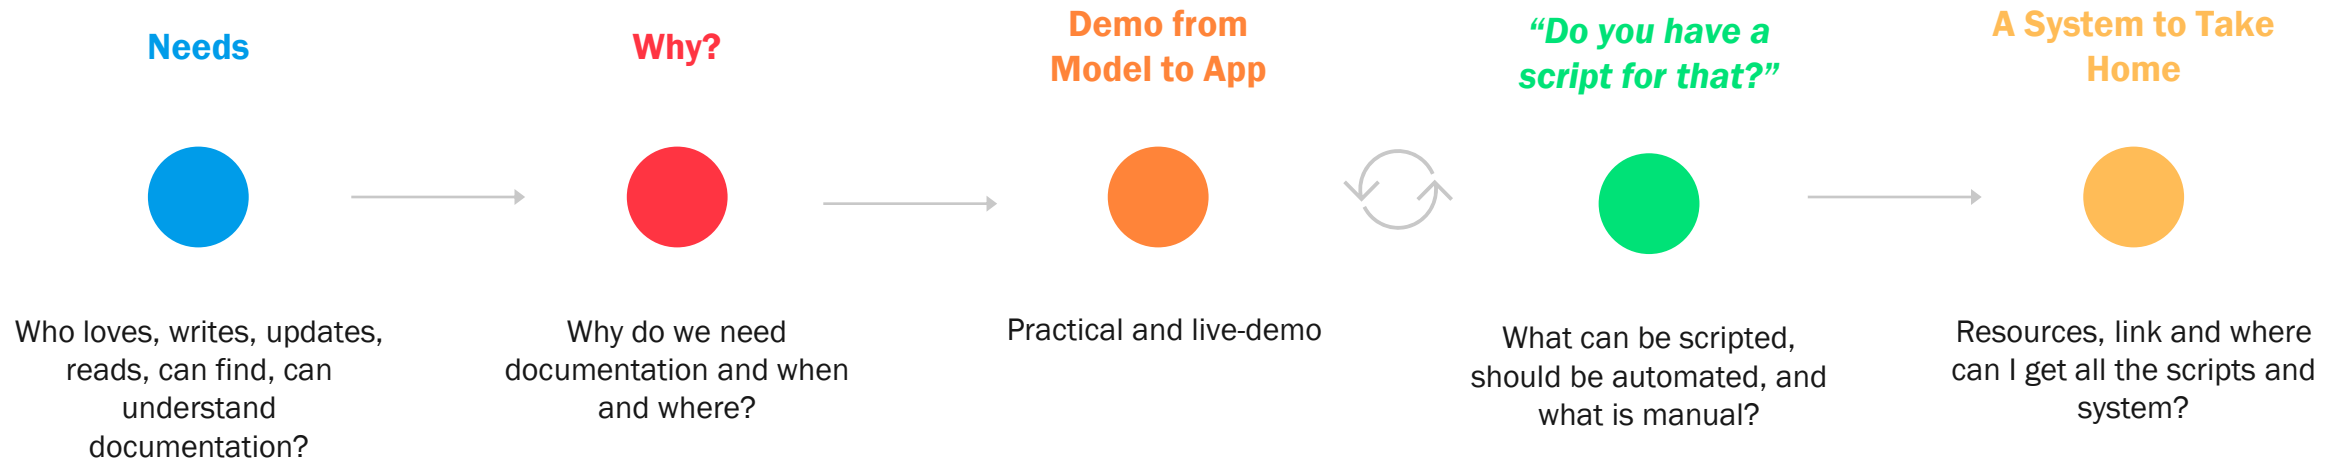 Needs
Why?
Demo from
Model to App
“Do you have a
script for that?”
A System to Take
Home
Who loves, writes, updates,
reads, can find, can
understand
documentation?
Why do we need
documentation and when
and where?
Practical and live-demo
What can be scripted,
should be automated, and
what is manual?
Resources, link and where
can I get all the scripts and
system?